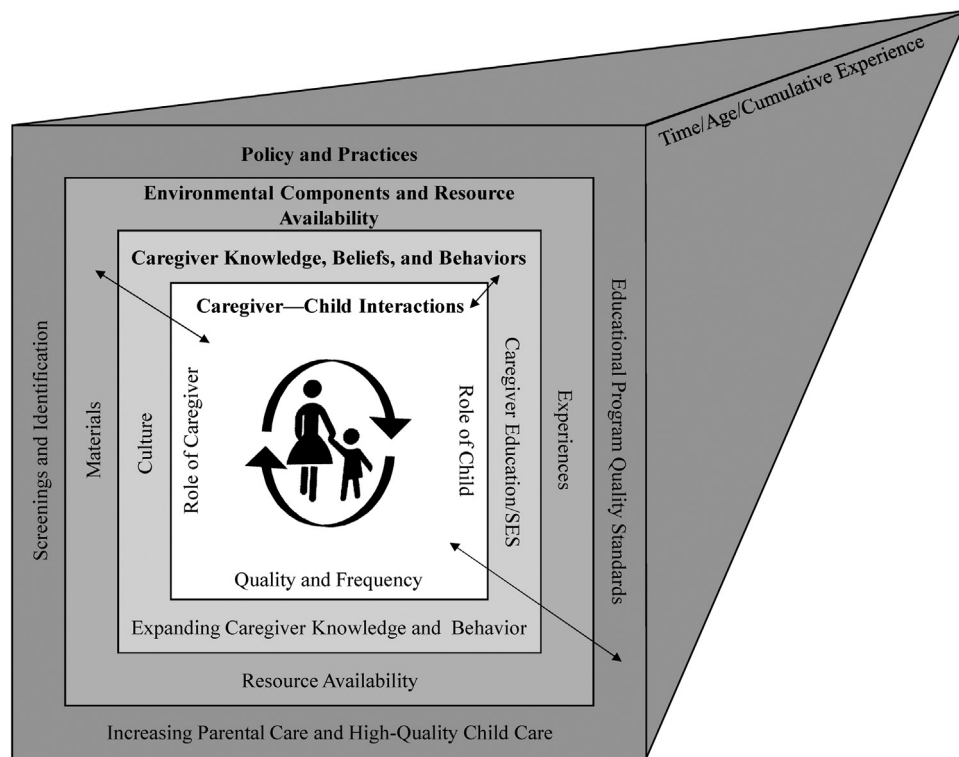 Time/Age/Cumulative Experience
Policy and Practices
Environmental Components and Resource
Availability
Caregiver Knowledge, Beliefs, and Behaviors
Caregiver—Child Interactions
Screenings and Identification
Materials
Culture
Role of Caregiver
Role of Child
Caregiver Education/SES
Experiences
Educational Program Quality Standards
Quality and Frequency
Expanding Caregiver Knowledge and Behavior
Resource Availability
Increasing Parental Care and High-Quality Child Care